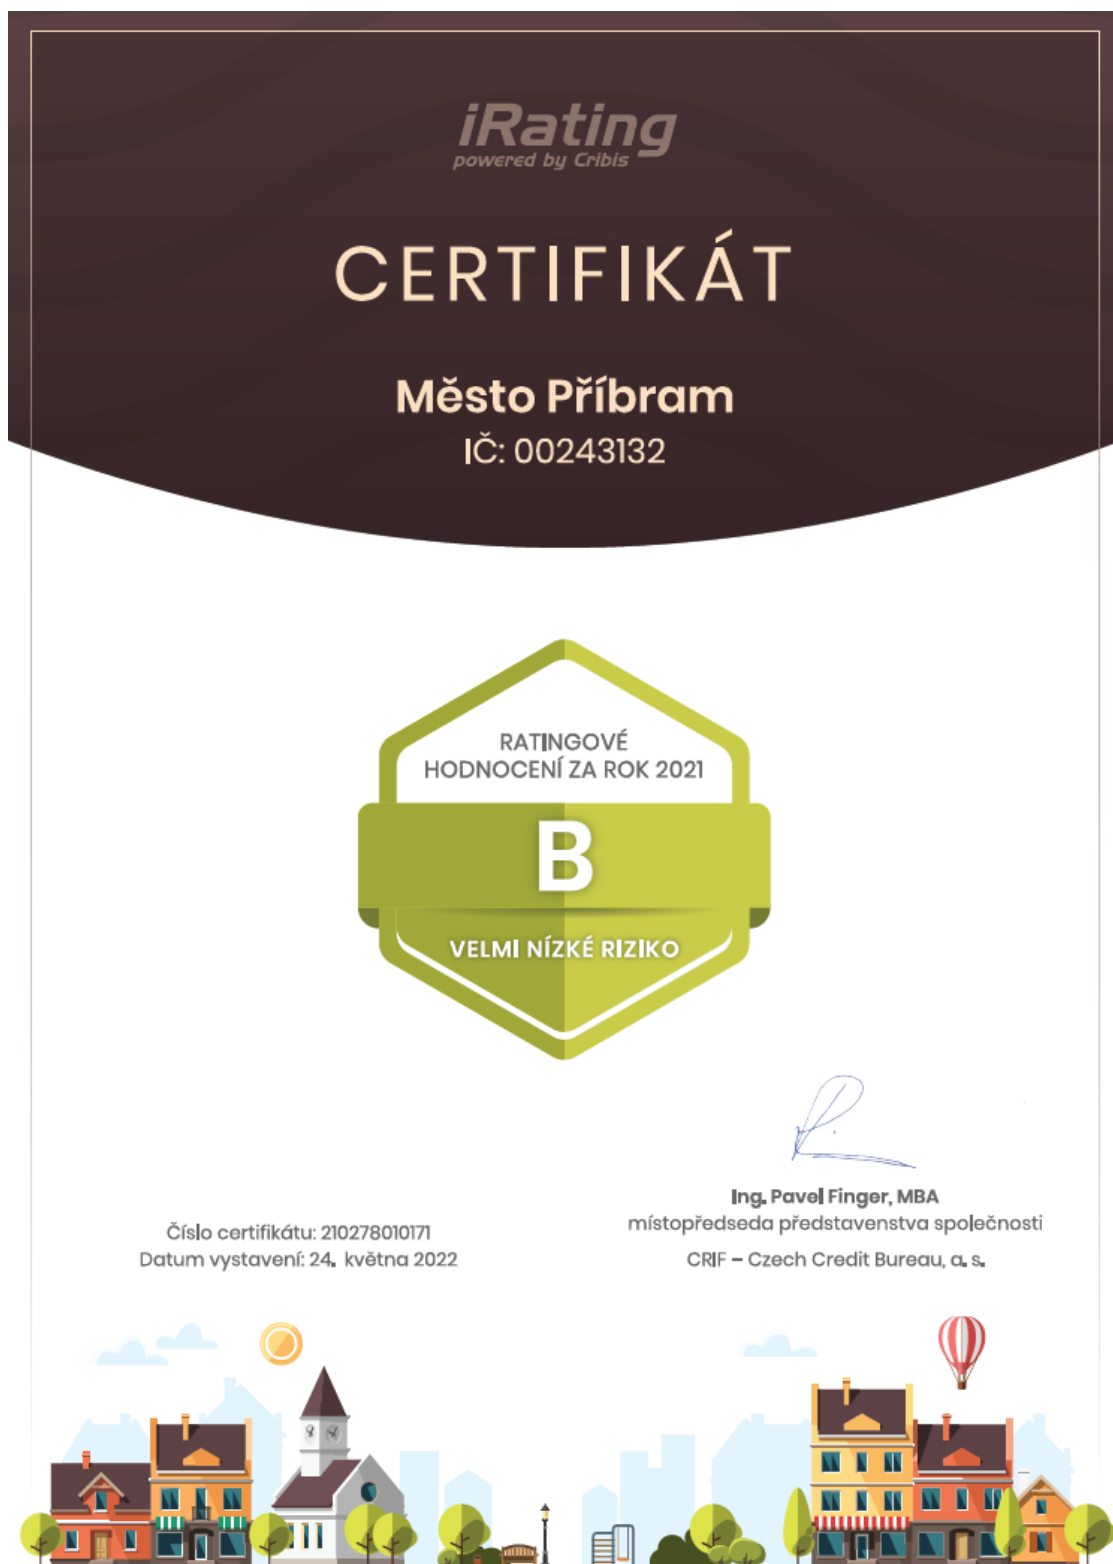 iRating
powered by Cribis
CERTIFIKÁT
Město Příbram
IČ: 00243132
RATINGOVÉ
HODNOCENÍ ZA ROK 2021
B
VELMI NÍZKÉ RIZIKO
Ing. Pavel Finger, MBA
místopředseda představenstva společnosti
CRIF – Czech Credit Bureau, a. s.
Číslo certifikátu: 210278010171
Datum vystavení: 24. května 2022